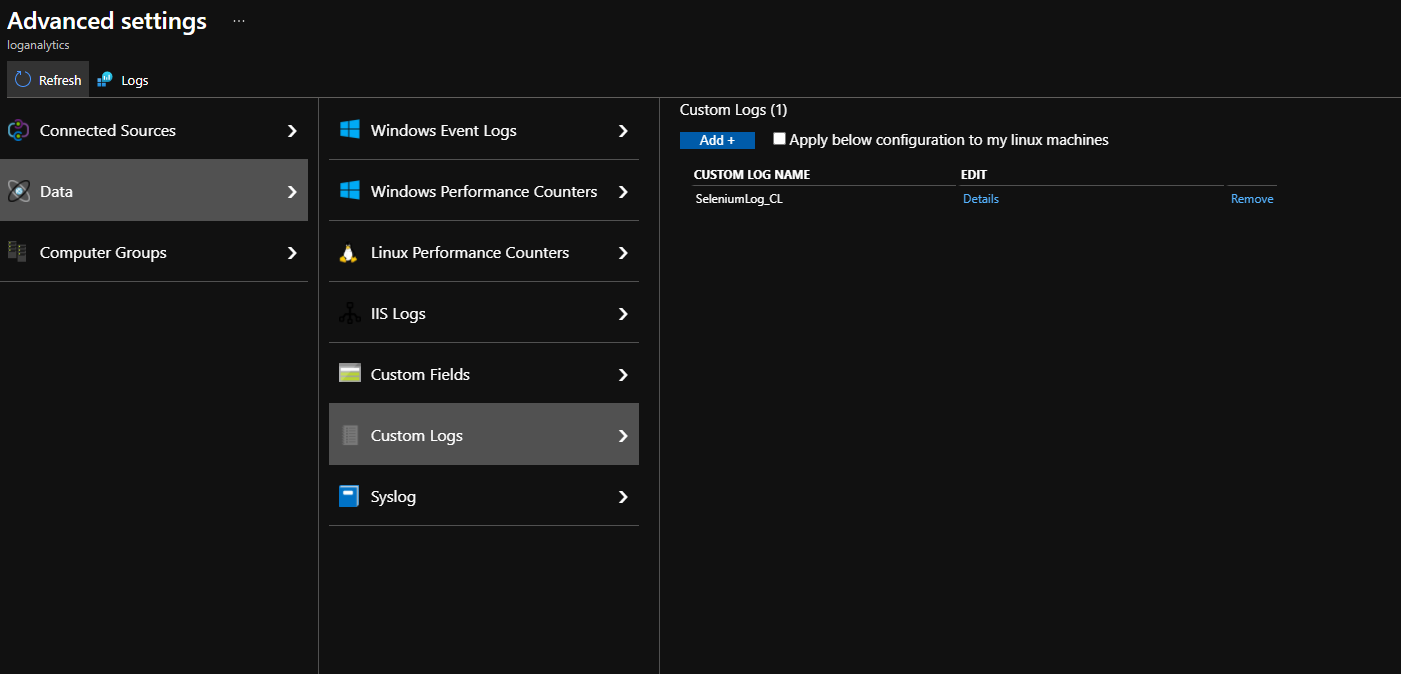 Advanced settings ...
loganalytics
Refresh Logs
Connected Sources
Data
Computer Groups
Windows Event Logs
Windows Performance Counters
Linux Performance Counters
IIS Logs
Custom Fields
Custom Logs
Syslog
Custom Logs (1)
Add + Apply below configuration to my linux machines
CUSTOM LOG NAME EDIT
SeleniumLog_CL Details Remove